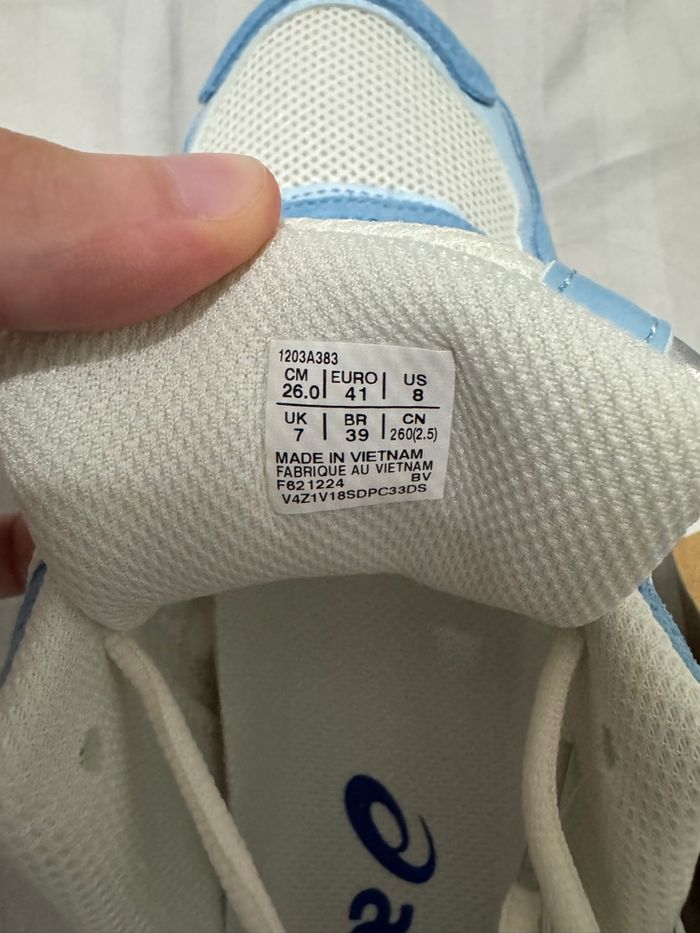 1203A383
CM | EURO | US
26.0 | 41 | 8
UK | BR | CN
7 | 39 | 260(2.5)
MADE IN VIETNAM
FABRIQUE AU VIETNAM
F621224 BV
V4Z1V18SDPC33DS
a